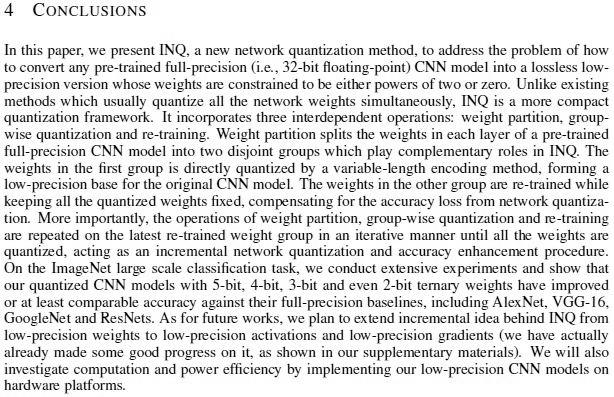 4 CONCLUSIONS
In this paper, we present INQ, a new network quantization method, to address the problem of how
to convert any pre-trained full-precision (i.e., 32-bit floating-point) CNN model into a lossless low-
precision version whose weights are constrained to be either powers of two or zero. Unlike existing
methods which usually quantize all the network weights simultaneously, INQ is a more compact
quantization framework. It incorporates three interdependent operations: weight partition, group-
wise quantization and re-training. Weight partition splits the weights in each layer of a pre-trained
full-precision CNN model into two disjoint groups which play complementary roles in INQ. The
weights in the first group is directly quantized by a variable-length encoding method, forming a
low-precision base for the original CNN model. The weights in the other group are re-trained while
keeping all the quantized weights fixed, compensating for the accuracy loss from network quantiza-
tion. More importantly, the operations of weight partition, group-wise quantization and re-training
are repeated on the latest re-trained weight group in an iterative manner until all the weights are
quantized, acting as an incremental network quantization and accuracy enhancement procedure.
On the ImageNet large scale classification task, we conduct extensive experiments and show that
our quantized CNN models with 5-bit, 4-bit, 3-bit and even 2-bit ternary weights have improved
or at least comparable accuracy against their full-precision baselines, including AlexNet, VGG-16,
GoogleNet and ResNets. As for future works, we plan to extend incremental idea behind INQ from
low-precision weights to low-precision activations and low-precision gradients (we have actually
already made some good progress on it, as shown in our supplementary materials). We will also
investigate computation and power efficiency by implementing our low-precision CNN models on
hardware platforms.